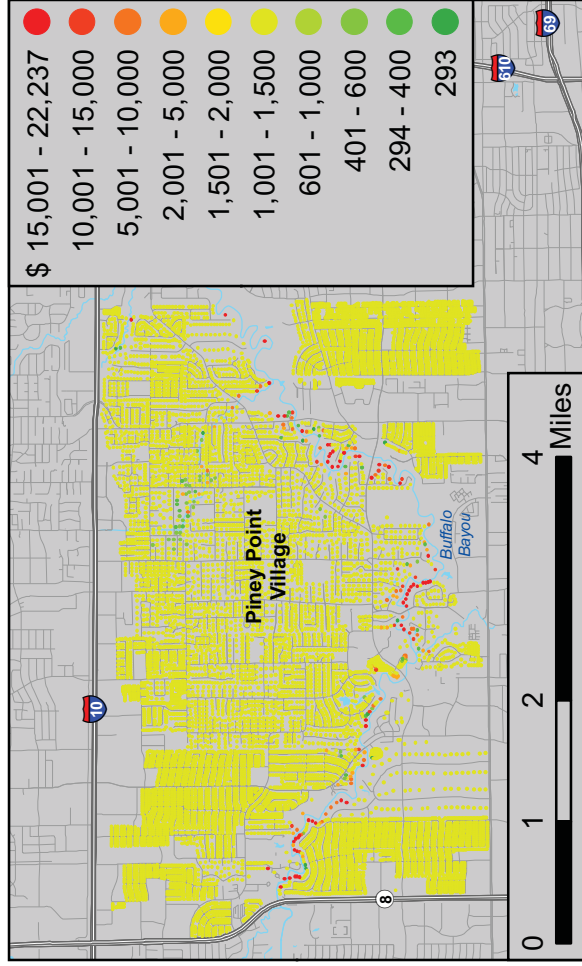 $ 15,001 - 22,237
10,001 - 15,000
5,001 - 10,000
2,001 - 5,000
1,501 - 2,000
1,001 - 1,500
601 - 1,000
401 - 600
294 - 400
293
69
610
10
8
Piney Point
Village
Buffalo
Bayou
0 1 2 4
Miles